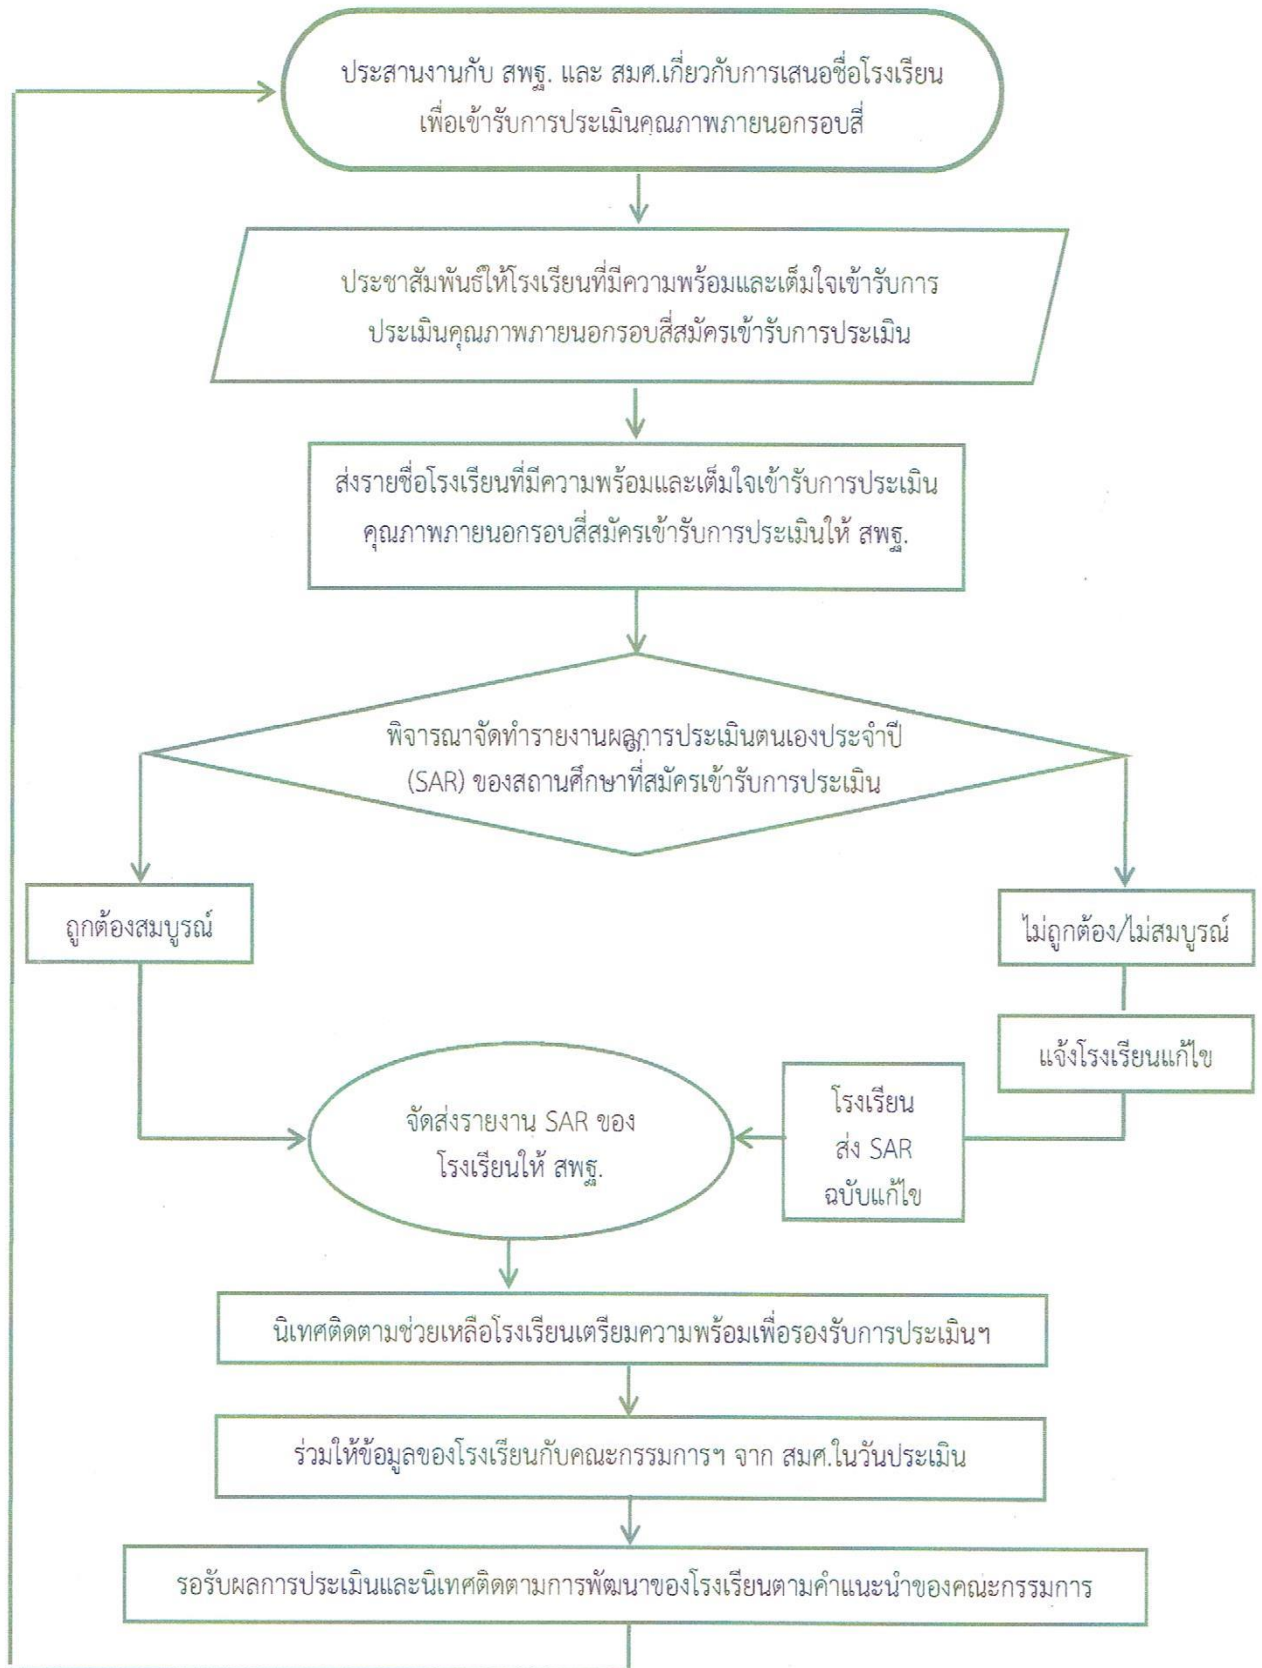 ประสานงานกับ สพฐ. และ สมศ.เกี่ยวกับการเสนอชื่อโรงเรียน
เพื่อเข้ารับการประเมินคุณภาพภายนอกรอบสี่
ประชาสัมพันธ์ให้โรงเรียนที่มีความพร้อมและเต็มใจเข้ารับการ
ประเมินคุณภาพภายนอกรอบสี่สมัครเข้ารับการประเมิน
ส่งรายชื่อโรงเรียนที่มีความพร้อมและเต็มใจเข้ารับการประเมิน
คุณภาพภายนอกรอบสี่สมัครเข้ารับการประเมินให้ สพฐ.
พิจารณาจัดทำรายงานผลการประเมินตนเองประจำปี
(SAR) ของสถานศึกษาที่สมัครเข้ารับการประเมิน
ถูกต้องสมบูรณ์
ไม่ถูกต้อง/ไม่สมบูรณ์
แจ้งโรงเรียนแก้ไข
โรงเรียน
ส่ง SAR
ฉบับแก้ไข
จัดส่งรายงาน SAR ของ
โรงเรียนให้ สพฐ.
นิเทศติดตามช่วยเหลือโรงเรียนเตรียมความพร้อมเพื่อรองรับการประเมินฯ
ร่วมให้ข้อมูลของโรงเรียนกับคณะกรรมการฯ จาก สมศ.ในวันประเมิน
รอรับผลการประเมินและนิเทศติดตามการพัฒนาของโรงเรียนตามคำแนะนำของคณะกรรมการ